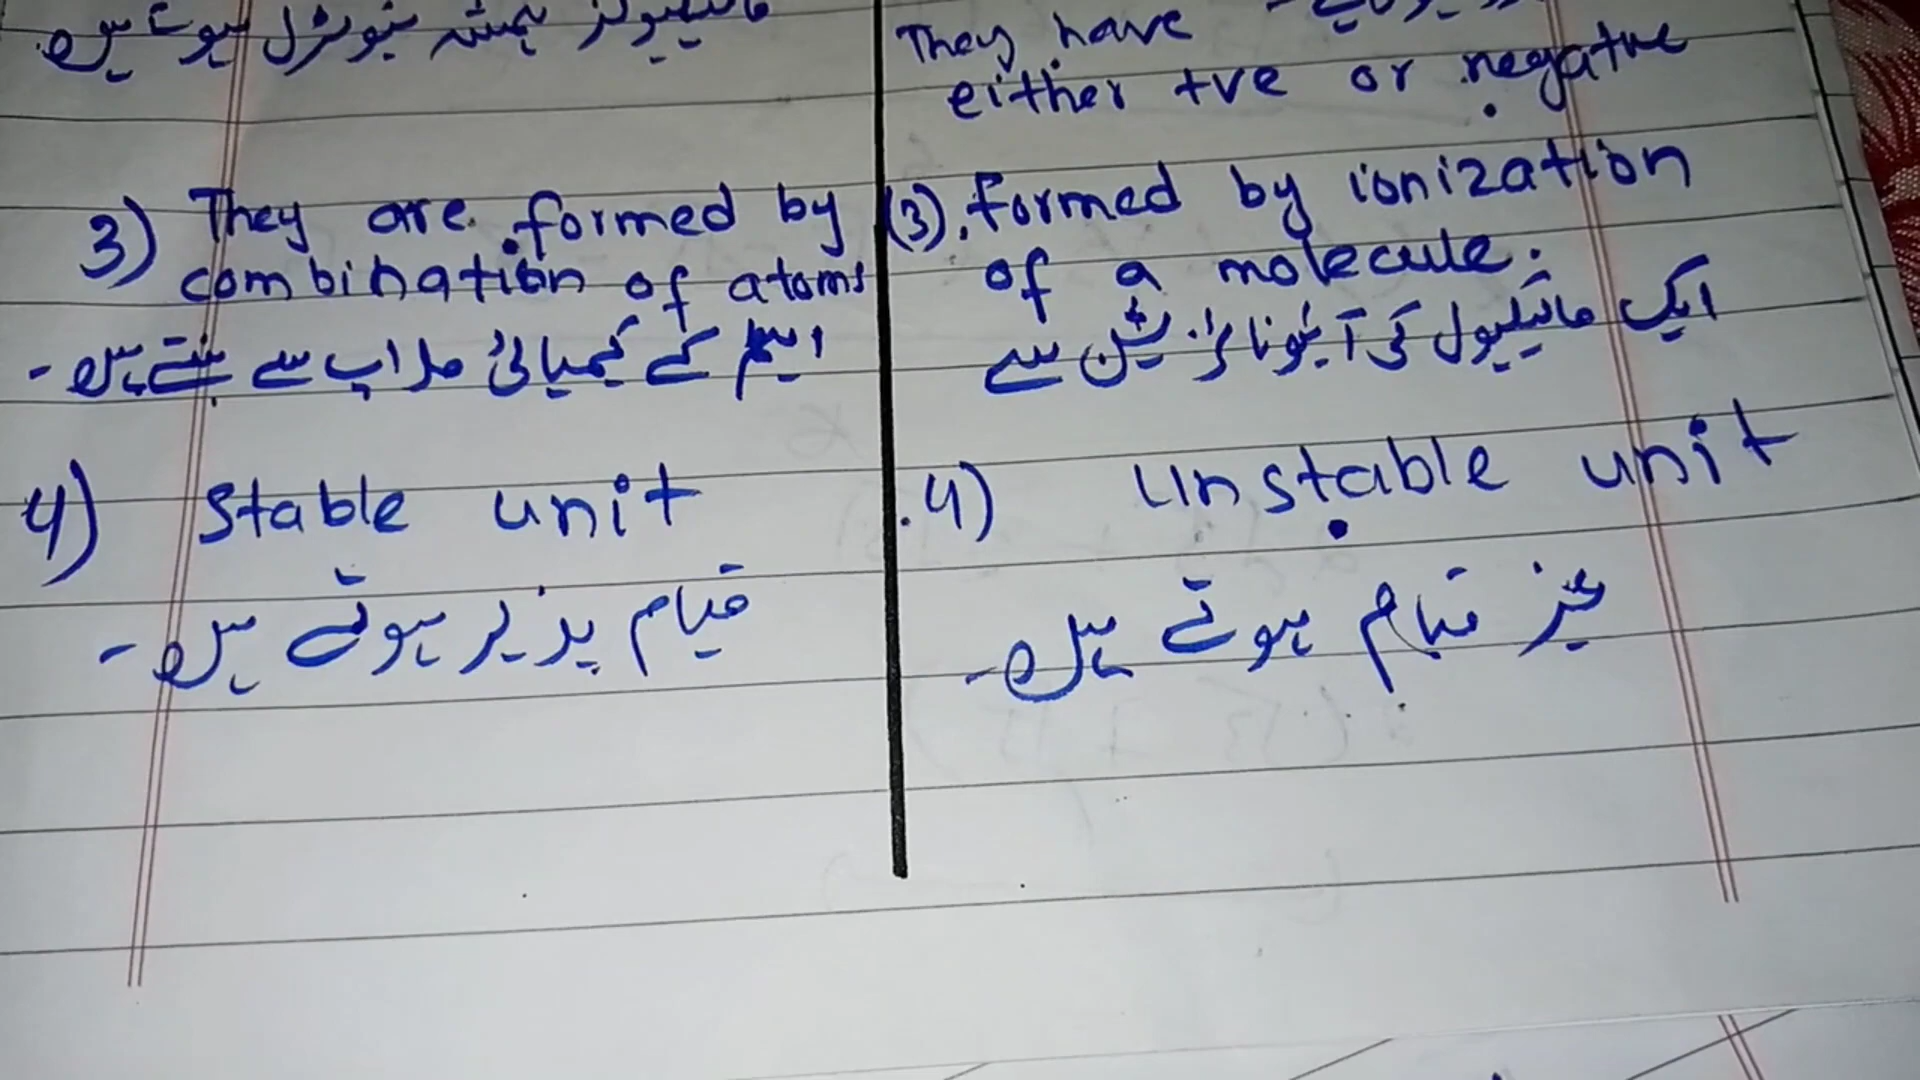 مالیکیولز ہمیشہ نیوٹرل ہوتے ہیں
3) They are formed by
combination of atoms
ایٹم کے کیمیائی ملاپ سے بنتے ہیں -
4) Stable unit
قیام پذیر ہوتے ہیں -
They have
either +ve or negative
(3). formed by ionization
of a molecule.
ایک مالیکیول کی آئیونائزیشن سے
4) Unstable unit
غیر قیام ہوتے ہیں -